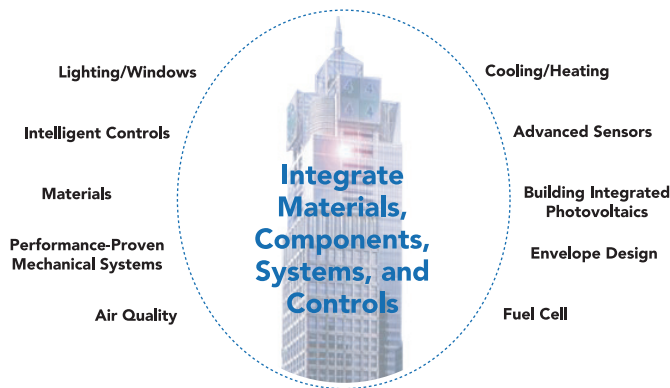 Lighting/Windows
Intelligent Controls
Materials
Performance-Proven
Mechanical Systems
Air Quality
Integrate
Materials,
Components,
Systems, and
Controls
Cooling/Heating
Advanced Sensors
Building Integrated
Photovoltaics
Envelope Design
Fuel Cell